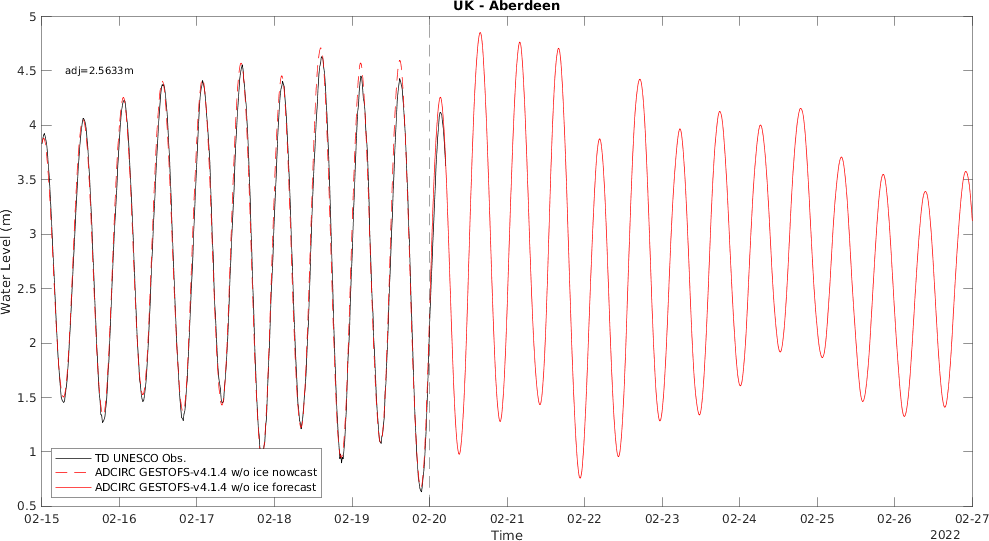 UK - Aberdeen
5
4.5
4
3.5
3
2.5
2
1.5
1
0.5
Water Level (m)
adj=2.5633m
TD UNESCO Obs.
ADCIRC GESTOFS-v4.1.4 w/o ice nowcast
ADCIRC GESTOFS-v4.1.4 w/o ice forecast
02-15 02-16 02-17 02-18 02-19 02-20 02-21 02-22 02-23 02-24 02-25 02-26 02-27
Time
2022